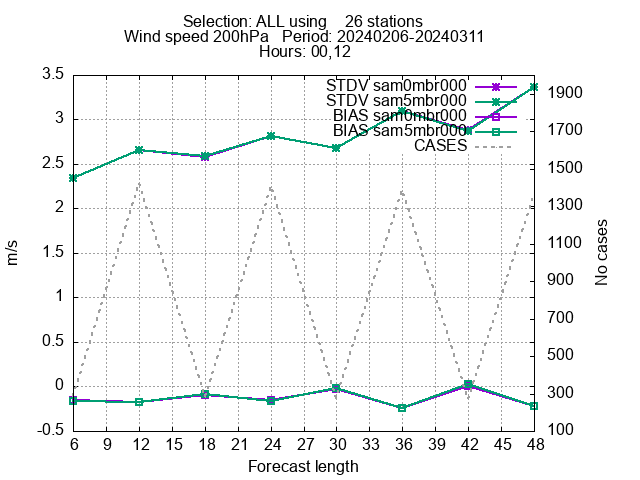 Selection: ALL using    26 stations
Wind speed 200hPa   Period: 20240206-20240311
Hours: 00,12
STDV sam0mbr000
STDV sam5mbr000
BIAS sam0mbr000
BIAS sam5mbr000
CASES
3.5
3
2.5
2
1.5
1
0.5
0
-0.5
m/s
1900
1700
1500
1300
1100
900
700
500
300
100
No cases
6 9 12 15 18 21 24 27 30 33 36 39 42 45 48
Forecast length